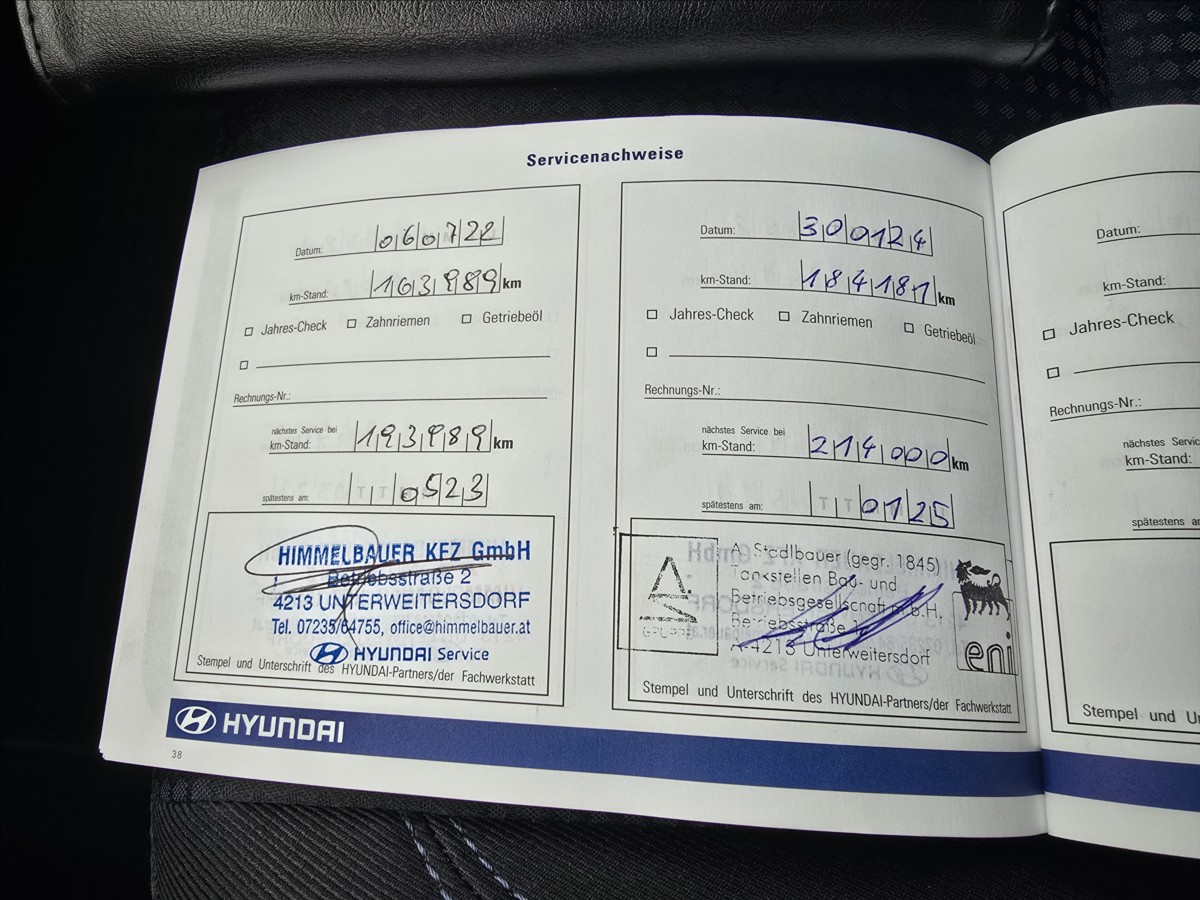 Servicenachweise
Datum: 060722
km-Stand: 163989 km
Jahres-Check Zahnriemen Getriebeöl
Rechnungs-Nr.:
nächstes Service bei
km-Stand: 193989 km
spätestens am: TT0523
HIMMELBAUER KFZ GmbH
Betriebsstraße 2
4213 UNTERWEITERSDORF
Tel. 07235/64755, office@himmelbauer.at
HYUNDAI Service
Stempel und Unterschrift des HYUNDAI-Partners/der Fachwerkstatt
Datum: 300124
km-Stand: 184181 km
Jahres-Check Zahnriemen Getriebeöl
Rechnungs-Nr.:
nächstes Service bei
km-Stand: 214000 km
spätestens am: TT0125
A. Stadlbauer (gegr. 1845)
Tankstellen Bau- und
Betriebsgesellschaft m.b.H.
Betriebsstraße
A-4213 Unterweitersdorf
GRUPPE
eni
Stempel und Unterschrift des HYUNDAI-Partners/der Fachwerkstatt
Datum:
km-Stand:
Jahres-Check
Rechnungs-Nr.:
nächstes Servic
km-Stand:
spätestens a
Stempel und U
HYUNDAI
38